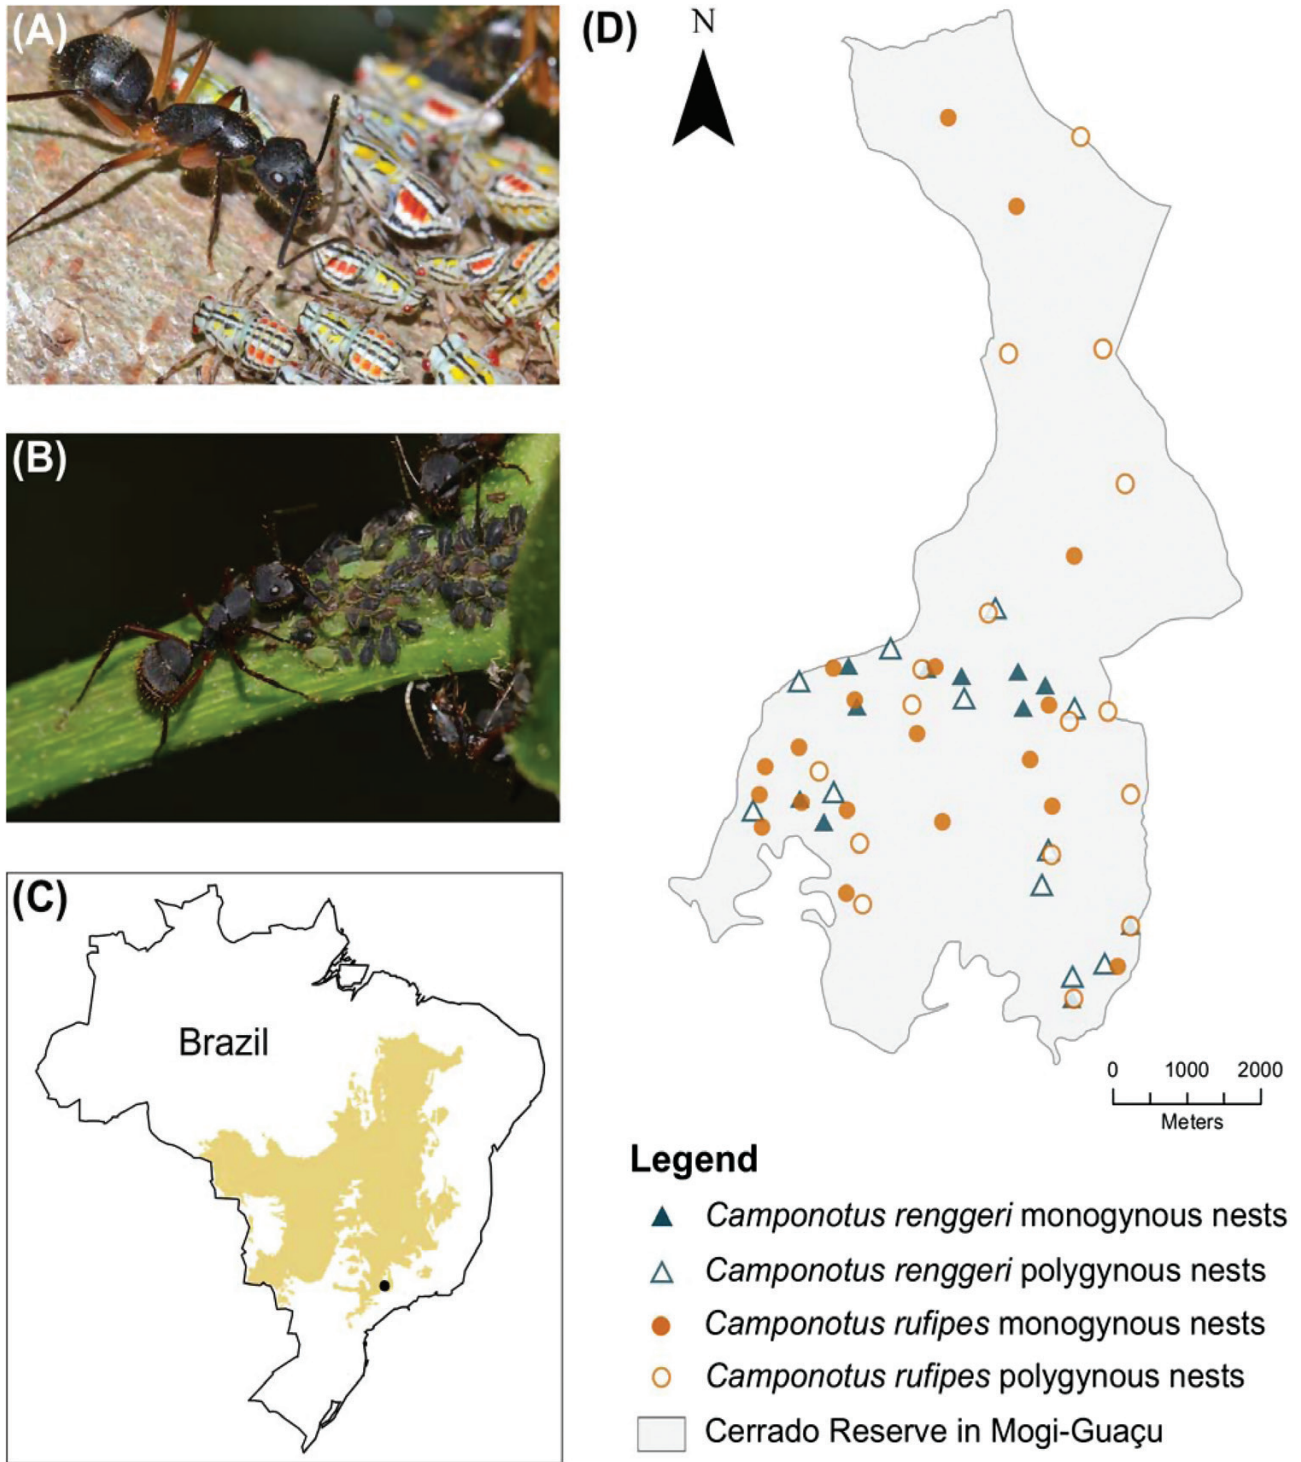 (A)
(B)
(C)
Brazil
(D)
N
0 1000 2000
Meters
Legend
Camponotus renggeri monogynous nests
Camponotus renggeri polygynous nests
Camponotus rufipes monogynous nests
Camponotus rufipes polygynous nests
Cerrado Reserve in Mogi-Guaçu